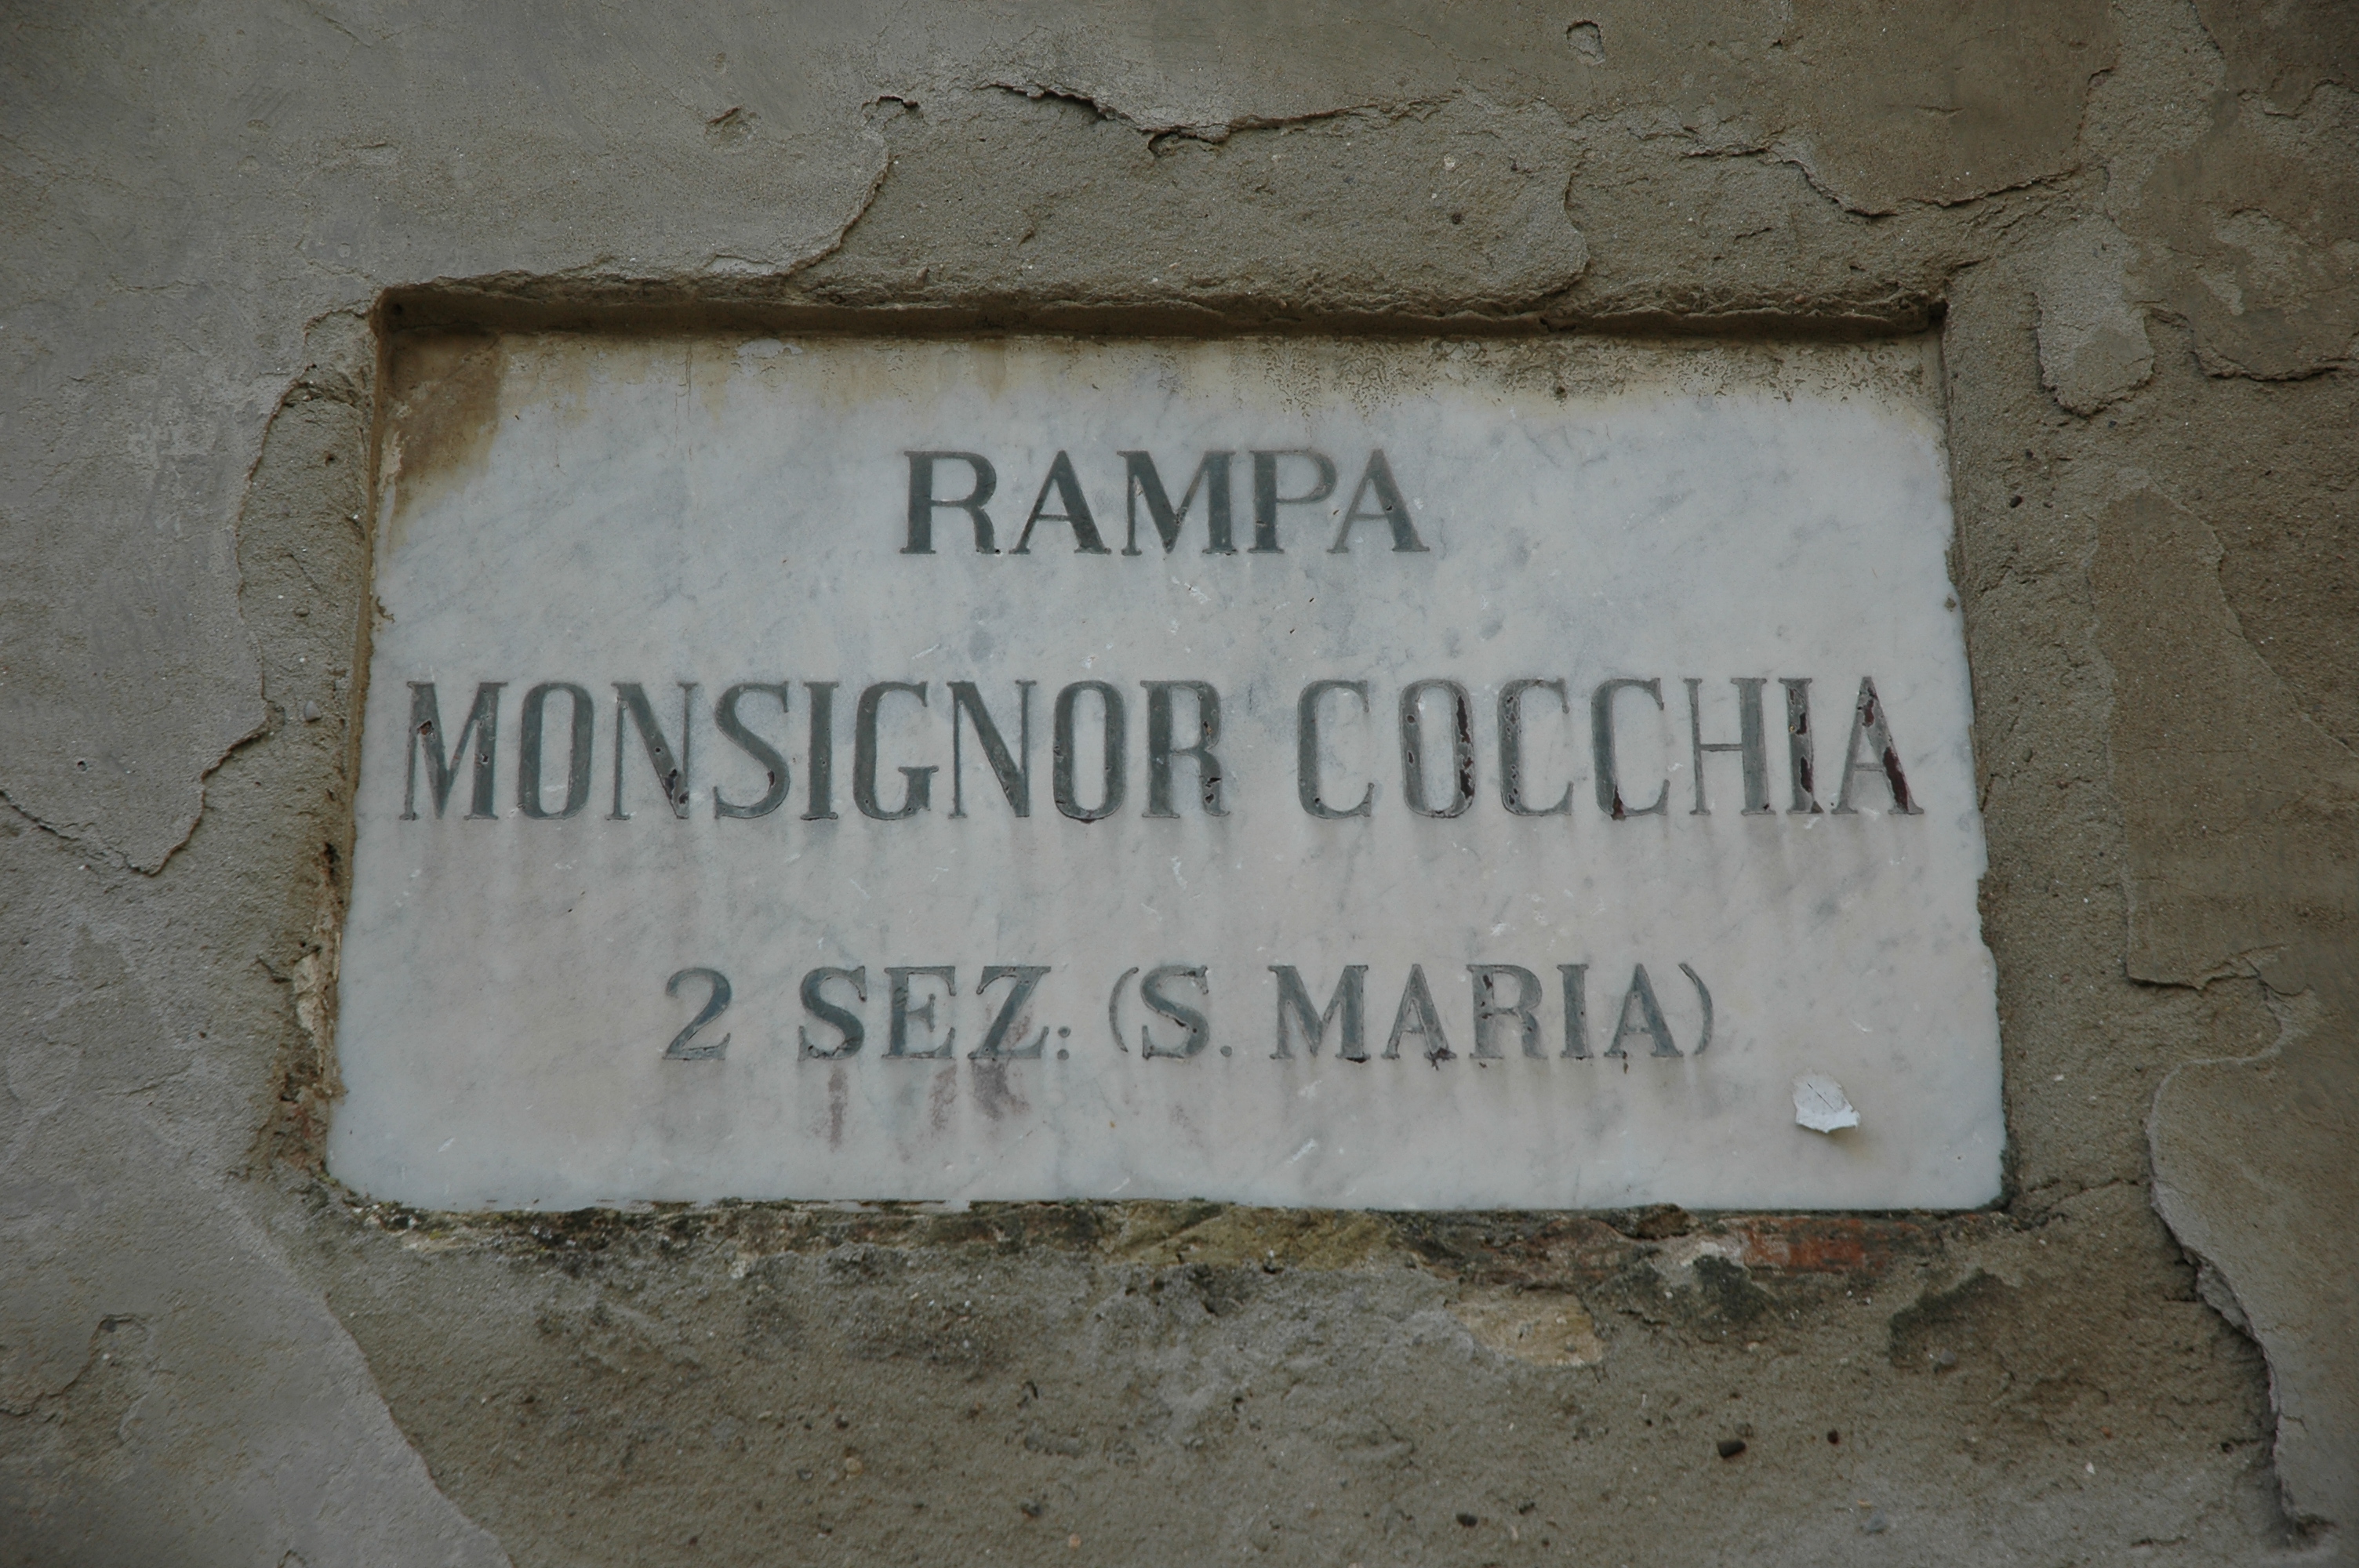 RAMPA
MONSIGNOR COCCHIA
2 SEZ: (S. MARIA)